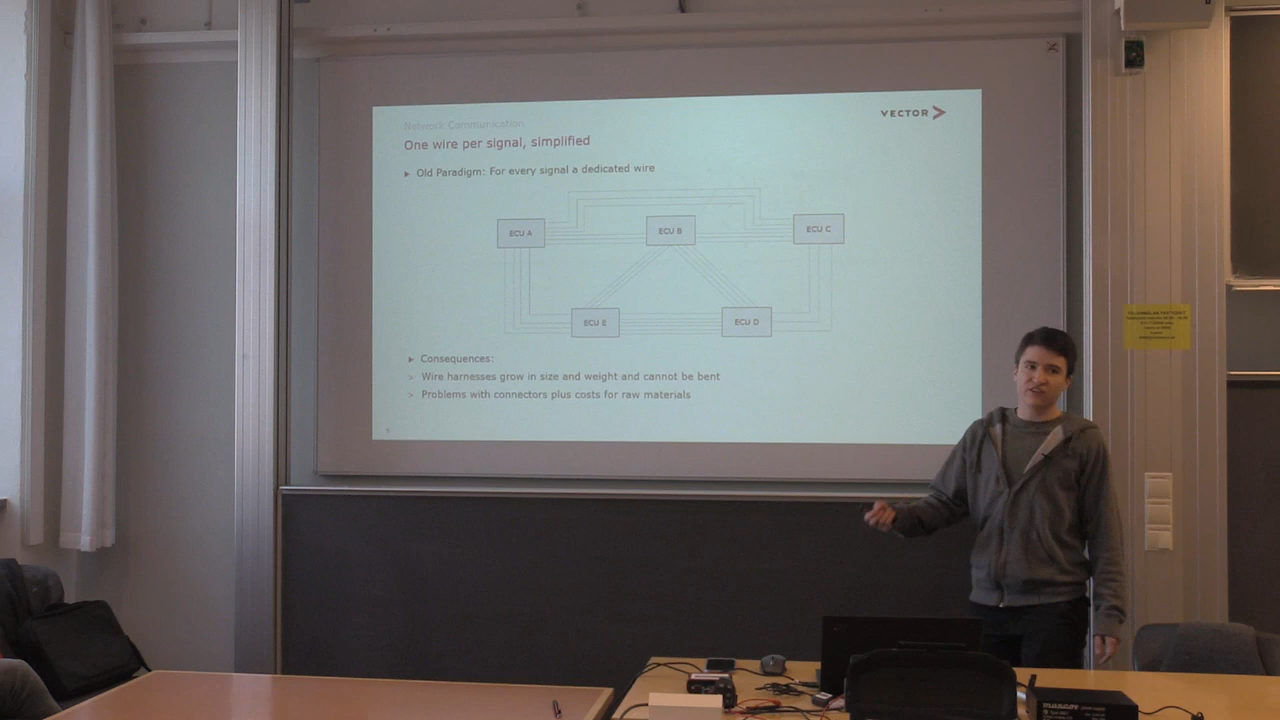 Network Communication
VECTOR
One wire per signal, simplified
Old Paradigm: For every signal a dedicated wire
ECU A
ECU B
ECU C
ECU E
ECU D
Consequences:
> Wire harnesses grow in size and weight and cannot be bent
> Problems with connectors plus costs for raw materials
5